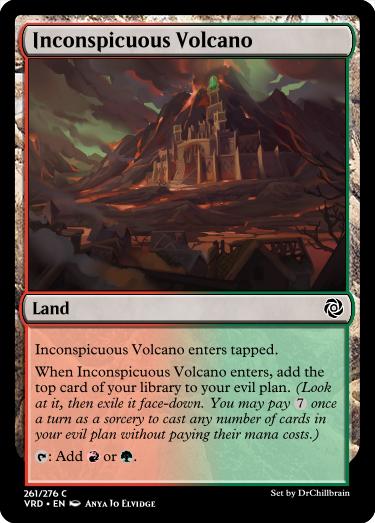 Inconspicuous Volcano
Land
Inconspicuous Volcano enters tapped.
When Inconspicuous Volcano enters, add the
top card of your library to your evil plan. (Look
at it, then exile it face-down. You may pay 7 once
a turn as a sorcery to cast any number of cards in
your evil plan without paying their mana costs.)
: Add or .
261/276 C
VRD • EN Anya Jo Elvidge
Set by DrChillbrain